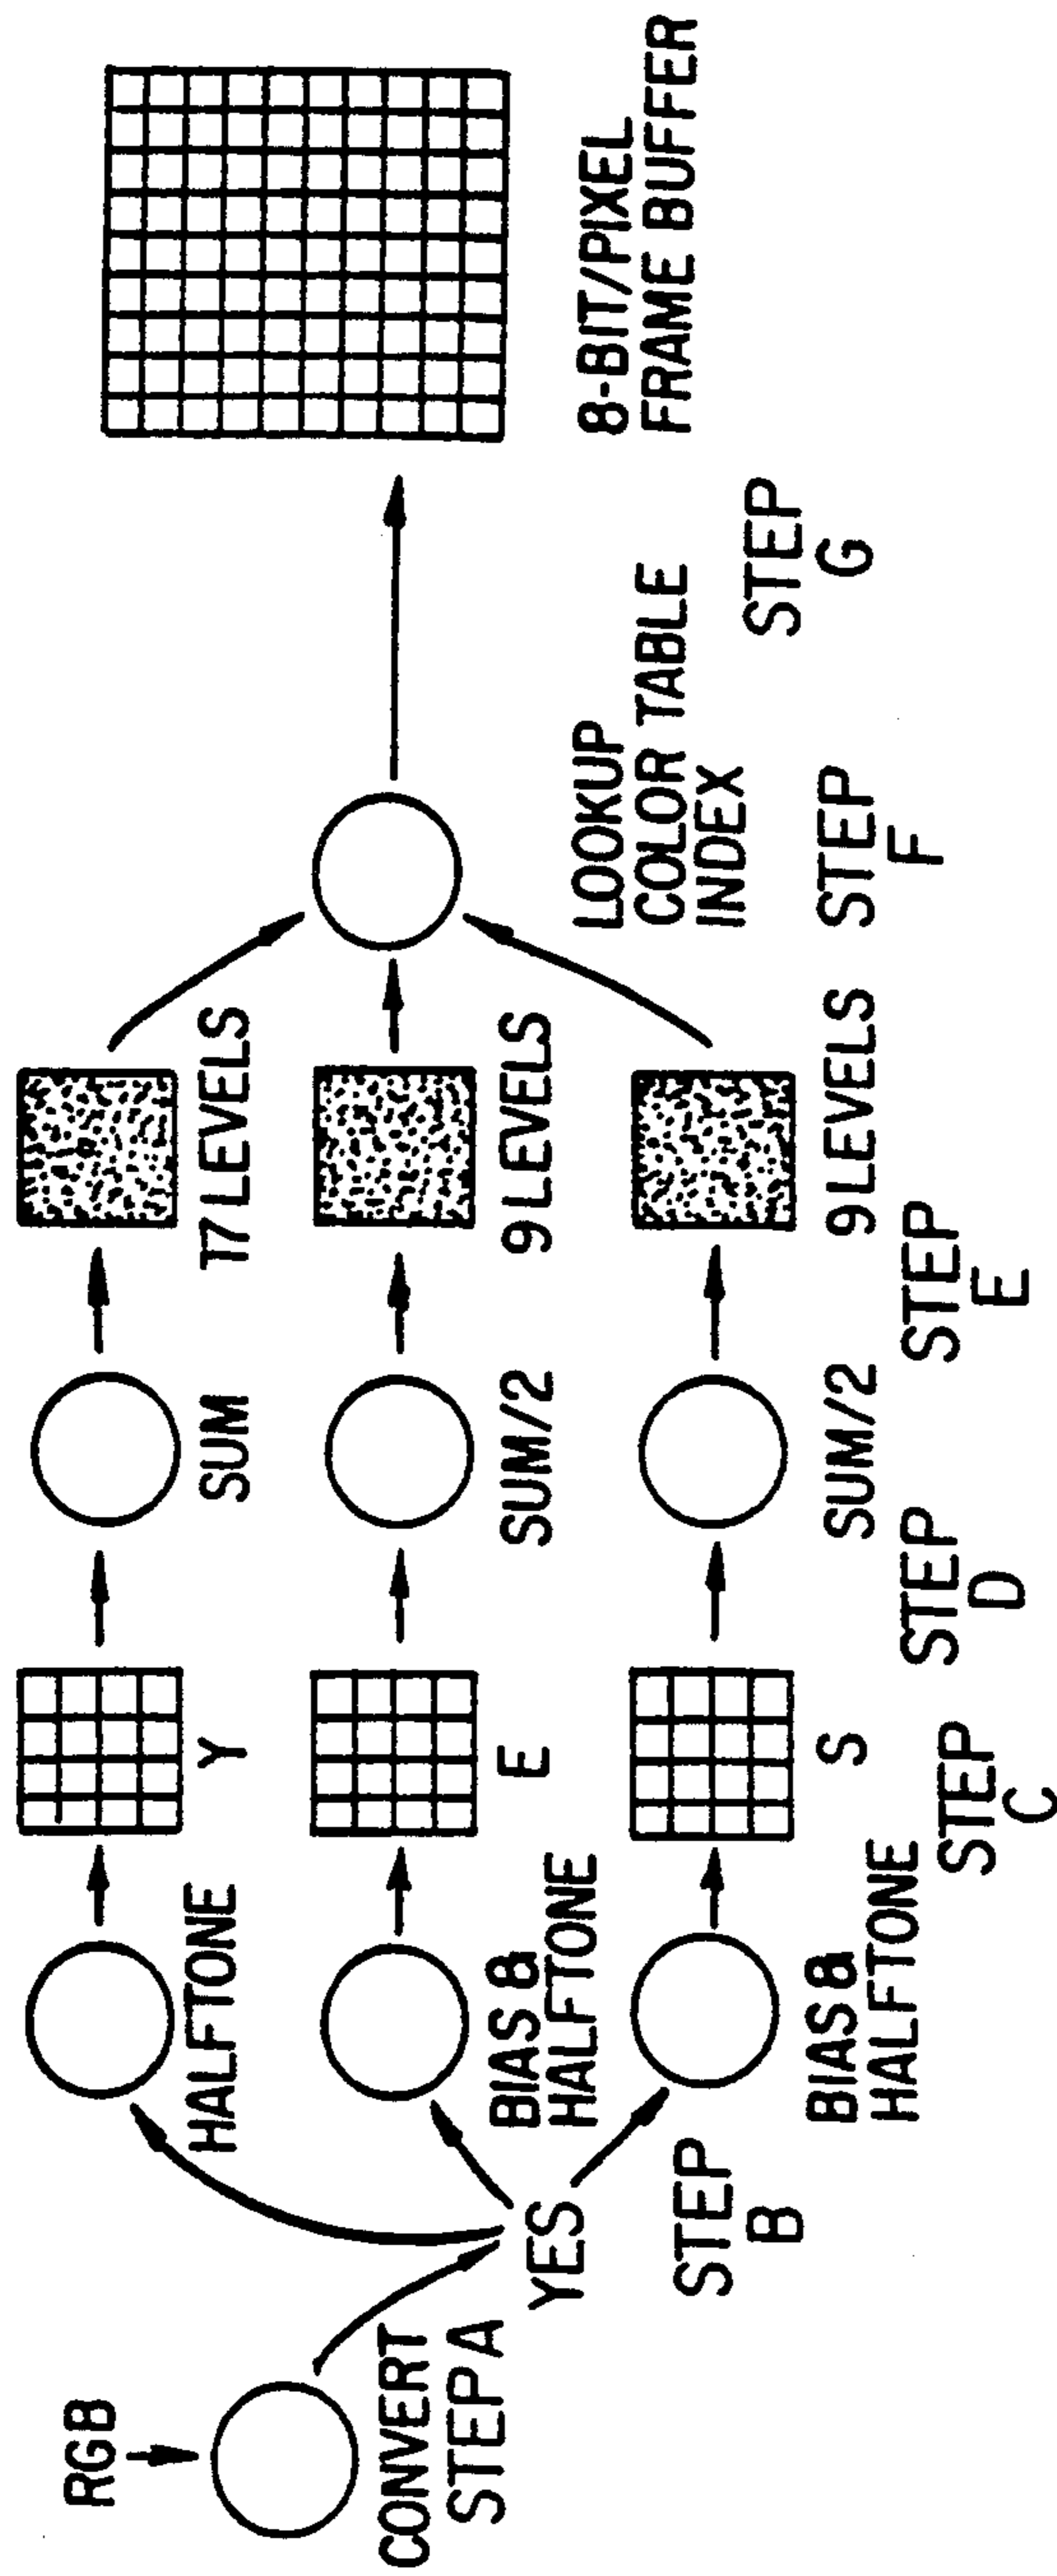 RGB
CONVERT
STEP A
YES
STEP
B
HALFTONE
BIAS &
HALFTONE
BIAS &
HALFTONE
Y
E
S
STEP
C
SUM
SUM/2
SUM/2
STEP
D
17 LEVELS
9 LEVELS
9 LEVELS
STEP
E
LOOKUP
COLOR TABLE
INDEX
STEP
F
STEP
G
8-BIT/PIXEL
FRAME BUFFER